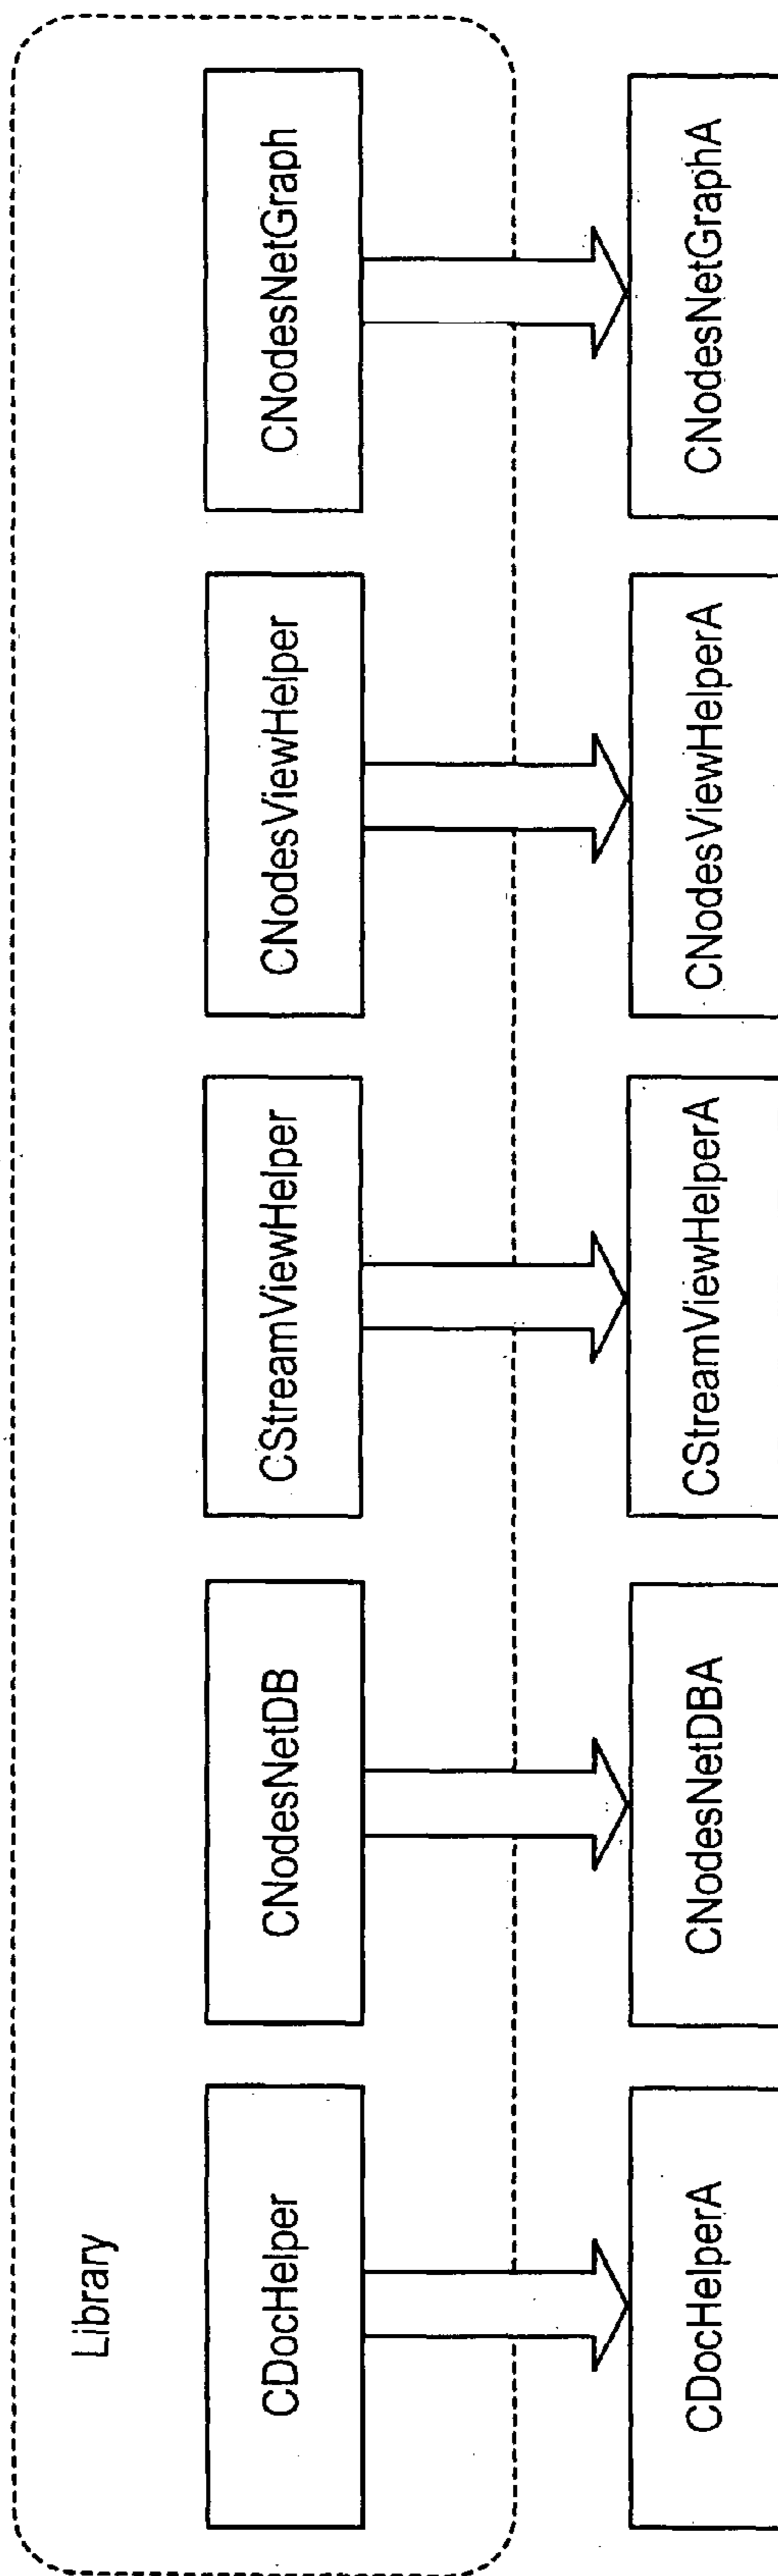 Library
CDocHelper
CNodesNetDB
CStreamViewHelper
CNodesViewHelper
CNodesNetGraph
CDocHelperA
CNodesNetDBA
CStreamViewHelperA
CNodesViewHelperA
CNodesNetGraphA